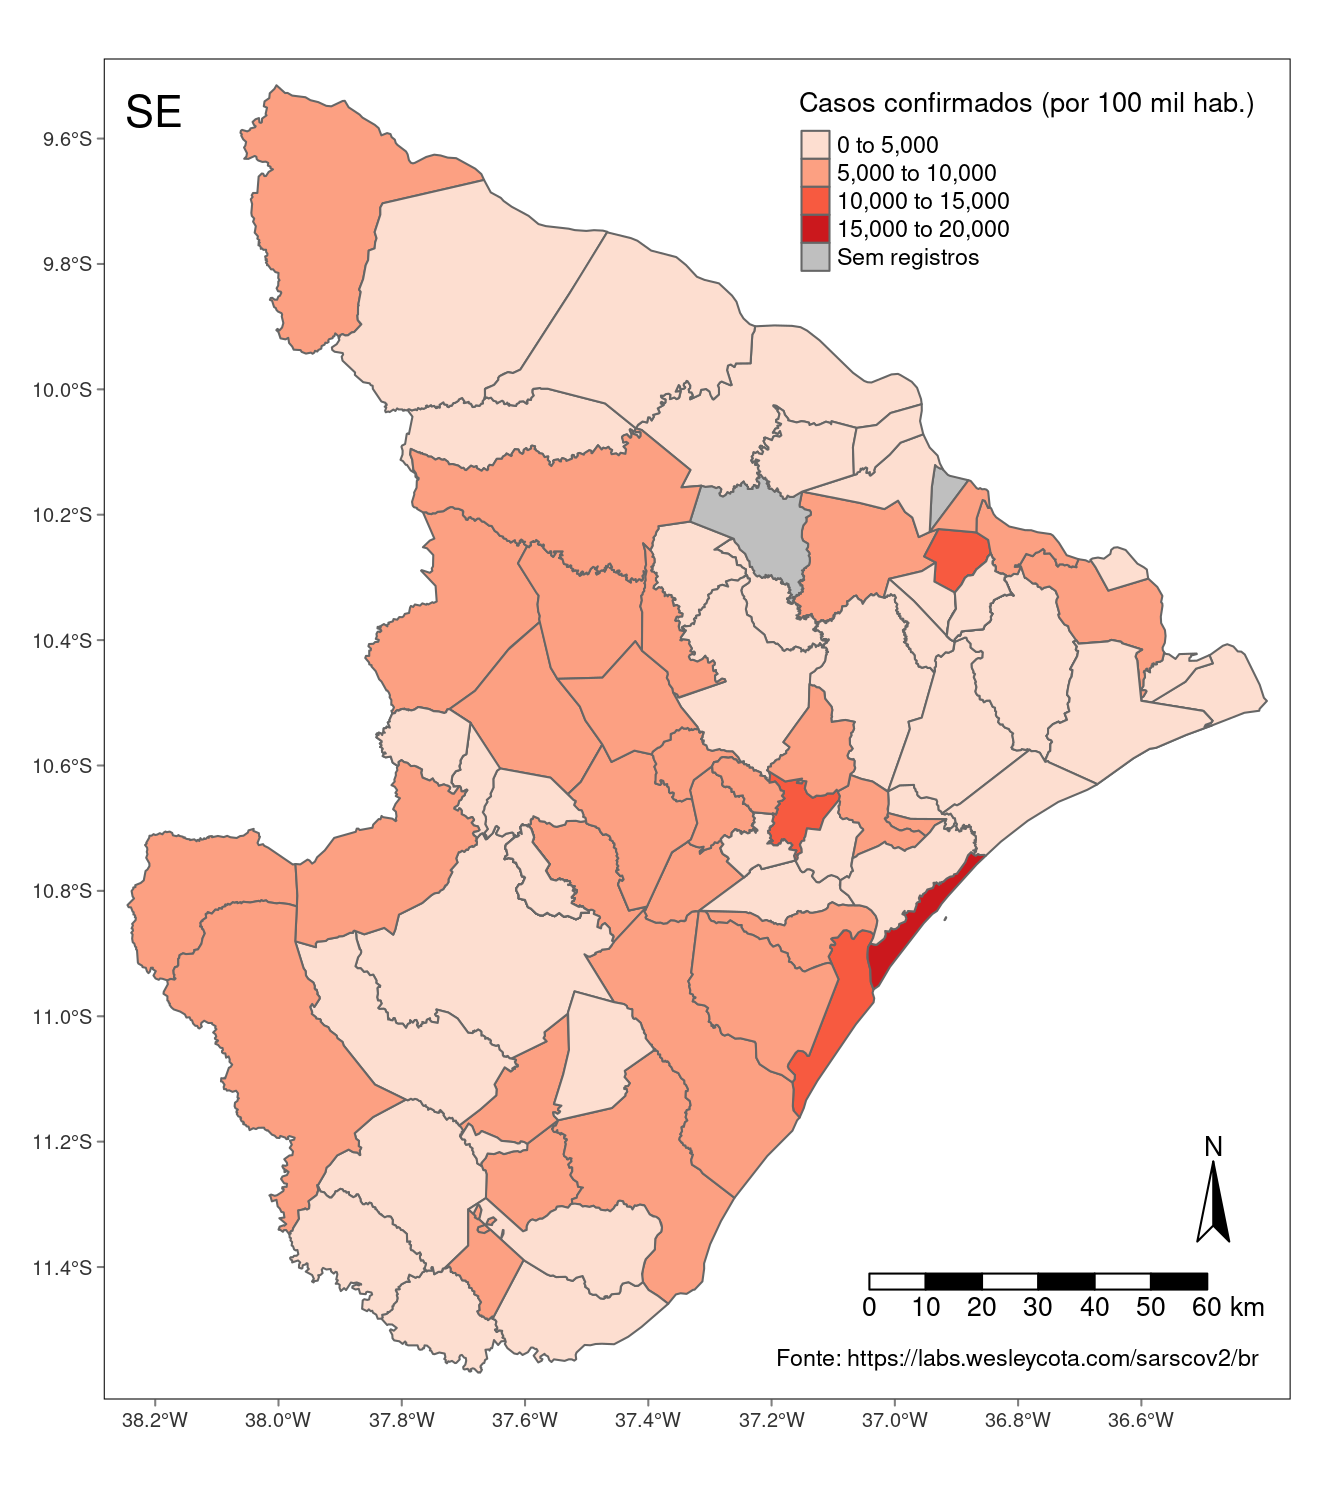 SE
Casos confirmados (por 100 mil hab.)
0 to 5,000
5,000 to 10,000
10,000 to 15,000
15,000 to 20,000
Sem registros
9.6°S
9.8°S
10.0°S
10.2°S
10.4°S
10.6°S
10.8°S
11.0°S
11.2°S
11.4°S
N
0 10 20 30 40 50 60 km
Fonte: https://labs.wesleycota.com/sarscov2/br
38.2°W 38.0°W 37.8°W 37.6°W 37.4°W 37.2°W 37.0°W 36.8°W 36.6°W